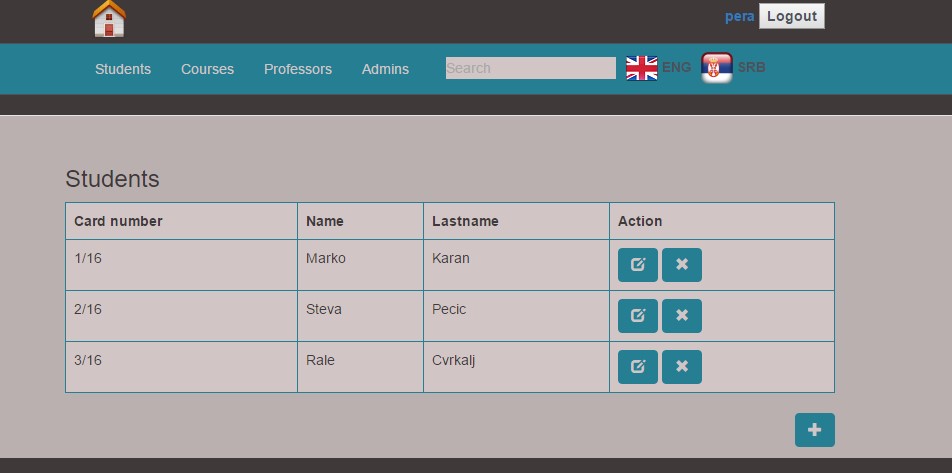 pera Logout
Students Courses Professors Admins Search ENG SRB
Students
Card number Name Lastname Action
1/16 Marko Karan
2/16 Steva Pecic
3/16 Rale Cvrkalj